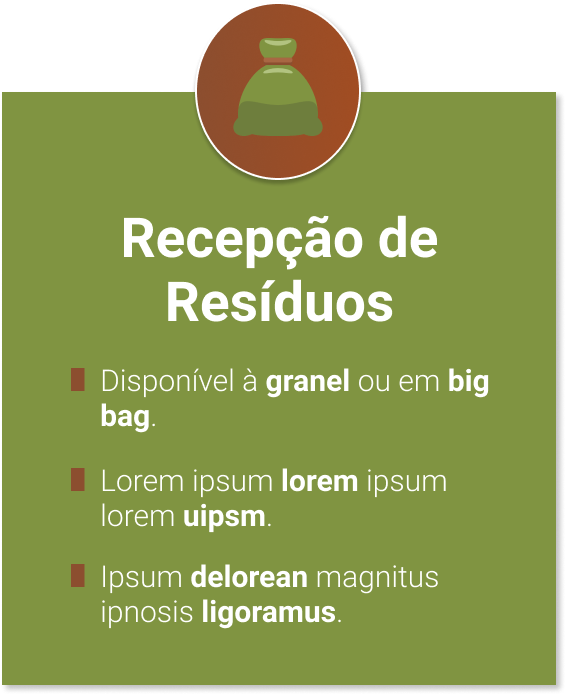 Recepção de
Resíduos
Disponível à granel ou em big
bag.
Lorem ipsum lorem ipsum
lorem uipsm.
Ipsum delorean magnitus
ipnosis ligoramus.